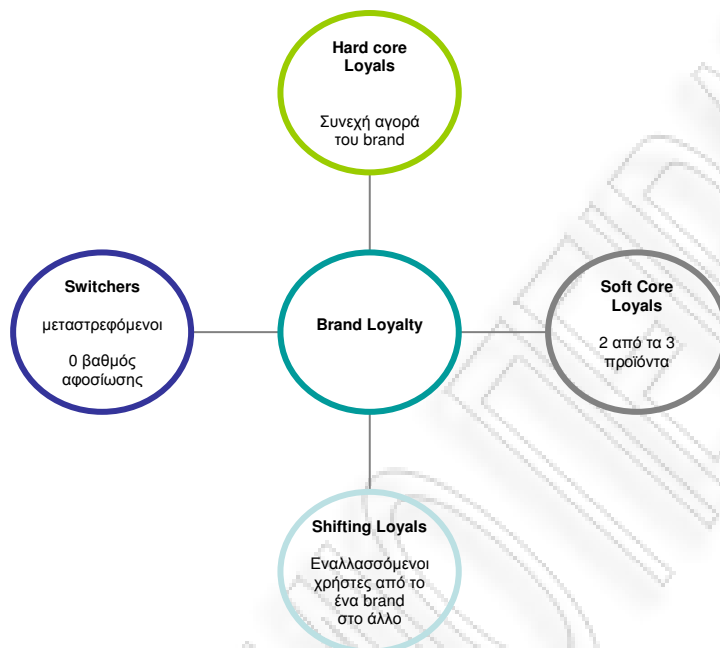 Hard core
Loyals
Συνεχή αγορά
του brand
Switchers
μεταστρεφόμενοι
0 βαθμός
αφοσίωσης
Brand Loyalty
Soft Core
Loyals
2 από τα 3
προϊόντα
Shifting Loyals
Εναλλασσόμενοι
χρήστες από το
ένα brand
στο άλλο